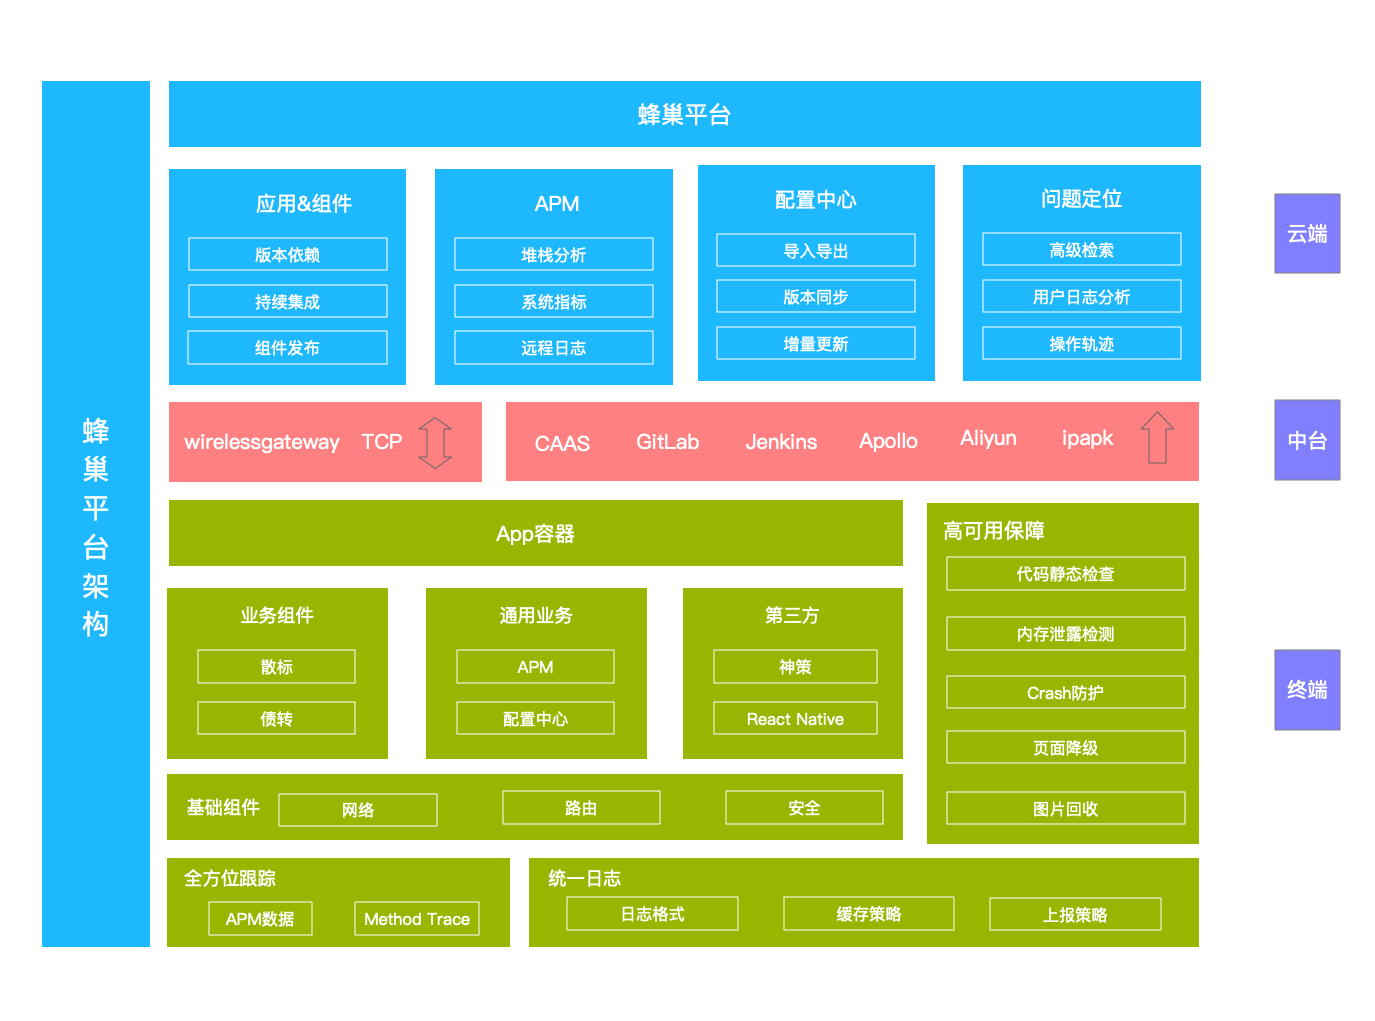 蜂巢平台架构
蜂巢平台
应用&组件
版本依赖
持续集成
组件发布
APM
堆栈分析
系统指标
远程日志
配置中心
导入导出
版本同步
增量更新
问题定位
高级检索
用户日志分析
操作轨迹
云端
wirelessgateway TCP
CAAS GitLab Jenkins Apollo Aliyun ipapk
中台
App容器
业务组件
散标
债转
通用业务
APM
配置中心
第三方
神策
React Native
基础组件 网络 路由 安全
高可用保障
代码静态检查
内存泄露检测
Crash防护
页面降级
图片回收
终端
全方位跟踪
APM数据 Method Trace
统一日志
日志格式 缓存策略 上报策略